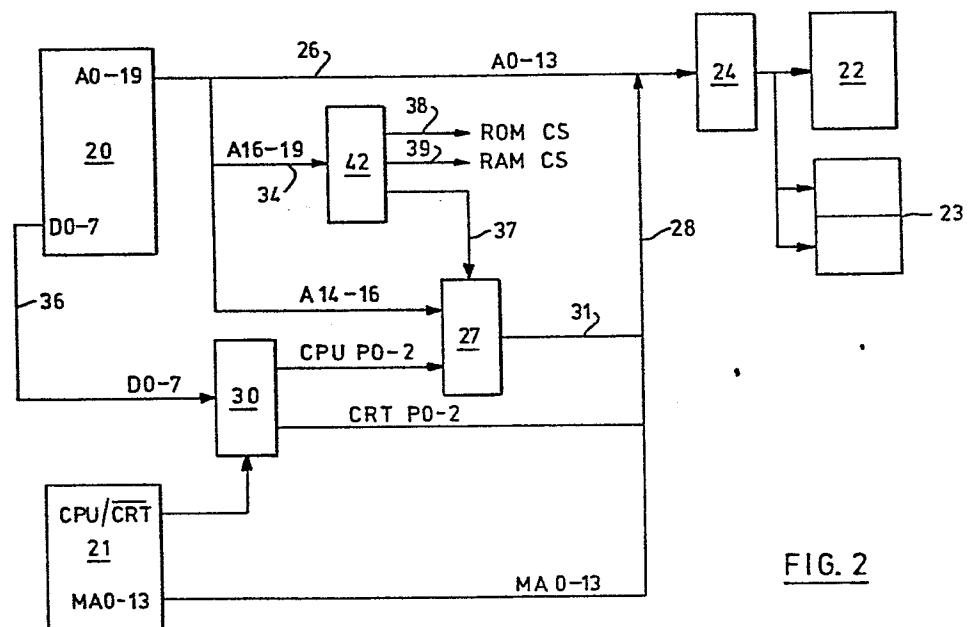 26
A0-19
A0-13
24
22
38
ROM CS
20
A16-19
42
39
RAM CS
34
D0-7
37
28
23
36
A14-16
31
27
CPU P0-2
D0-7
30
CRT P0-2
CPU/CRT
21
MA0-13
MA0-13
FIG. 2